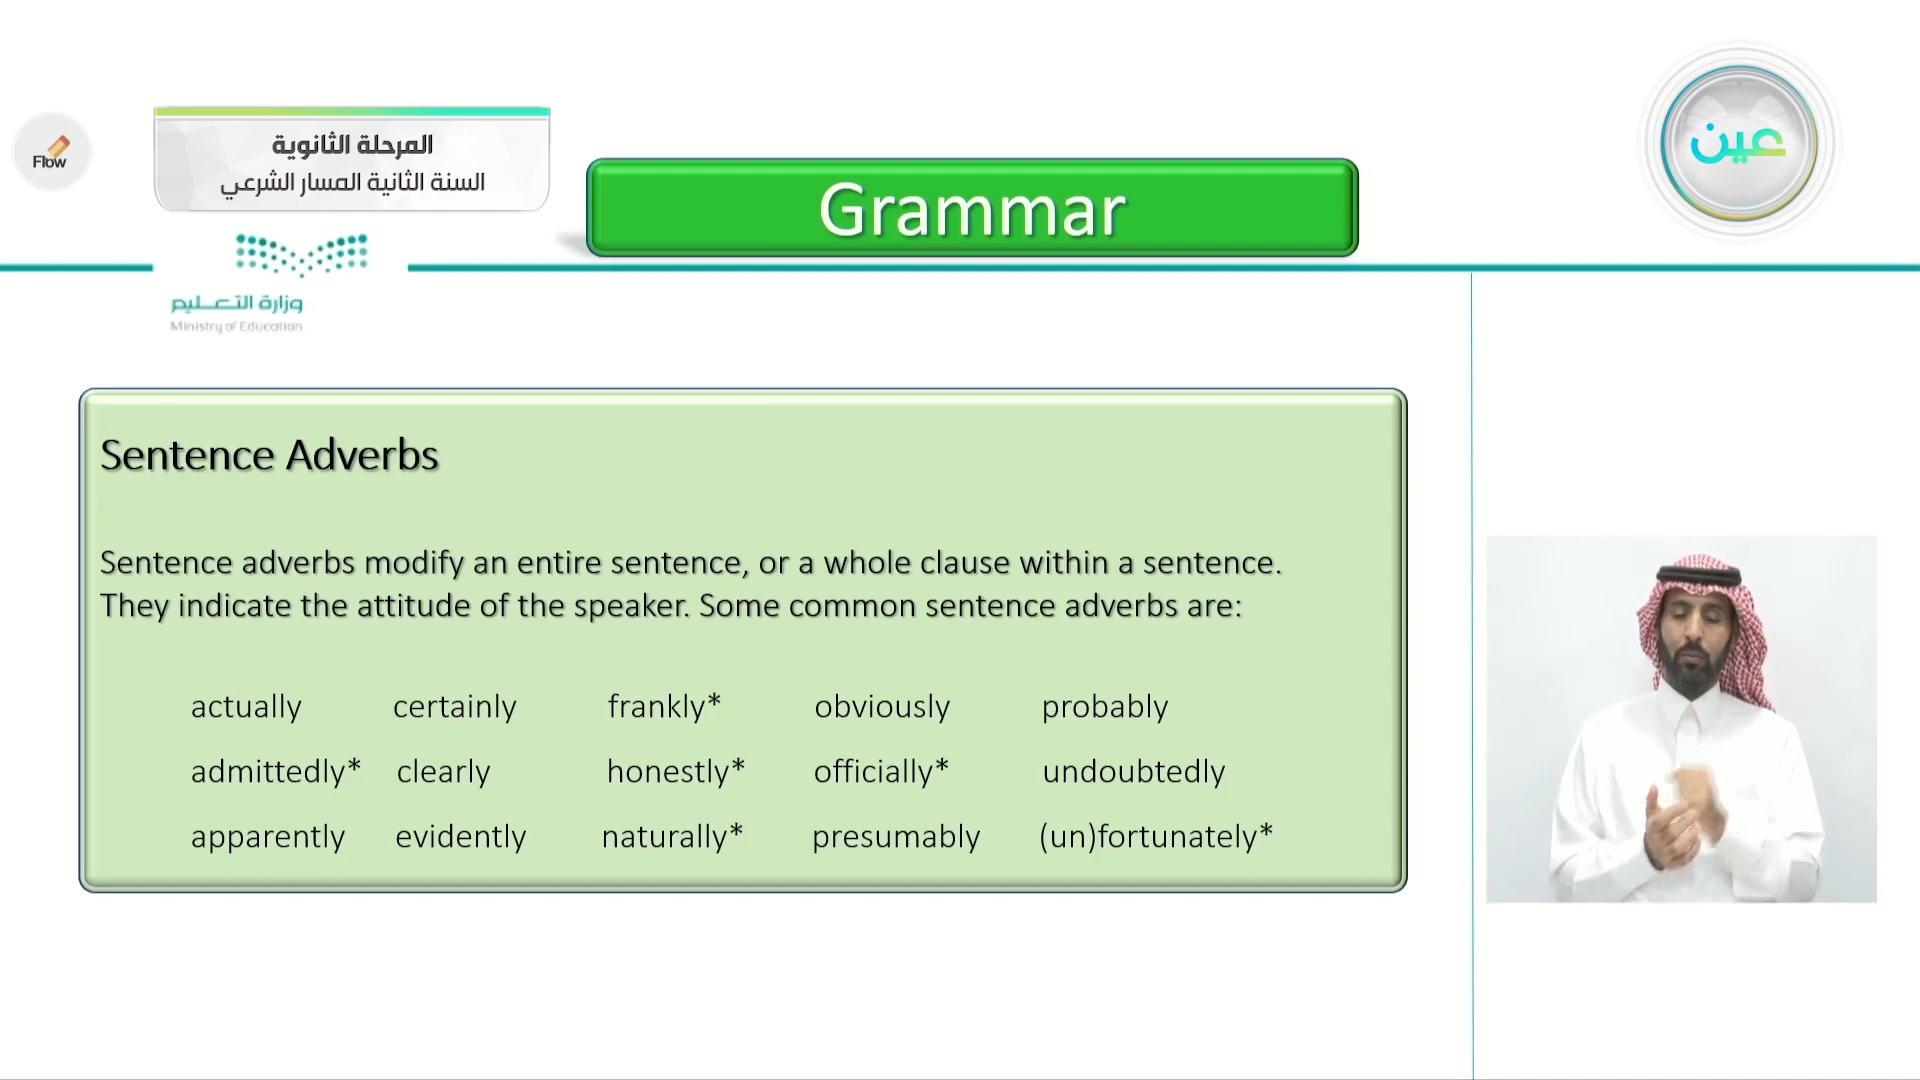 Flow
المرحلة الثانوية
السنة الثانية المسار الشرعي
Grammar
عين
وزارة التعليم
Ministry of Education
Sentence Adverbs
Sentence adverbs modify an entire sentence, or a whole clause within a sentence.
They indicate the attitude of the speaker. Some common sentence adverbs are:
actually certainly frankly* obviously probably
admittedly* clearly honestly* officially* undoubtedly
apparently evidently naturally* presumably (un)fortunately*